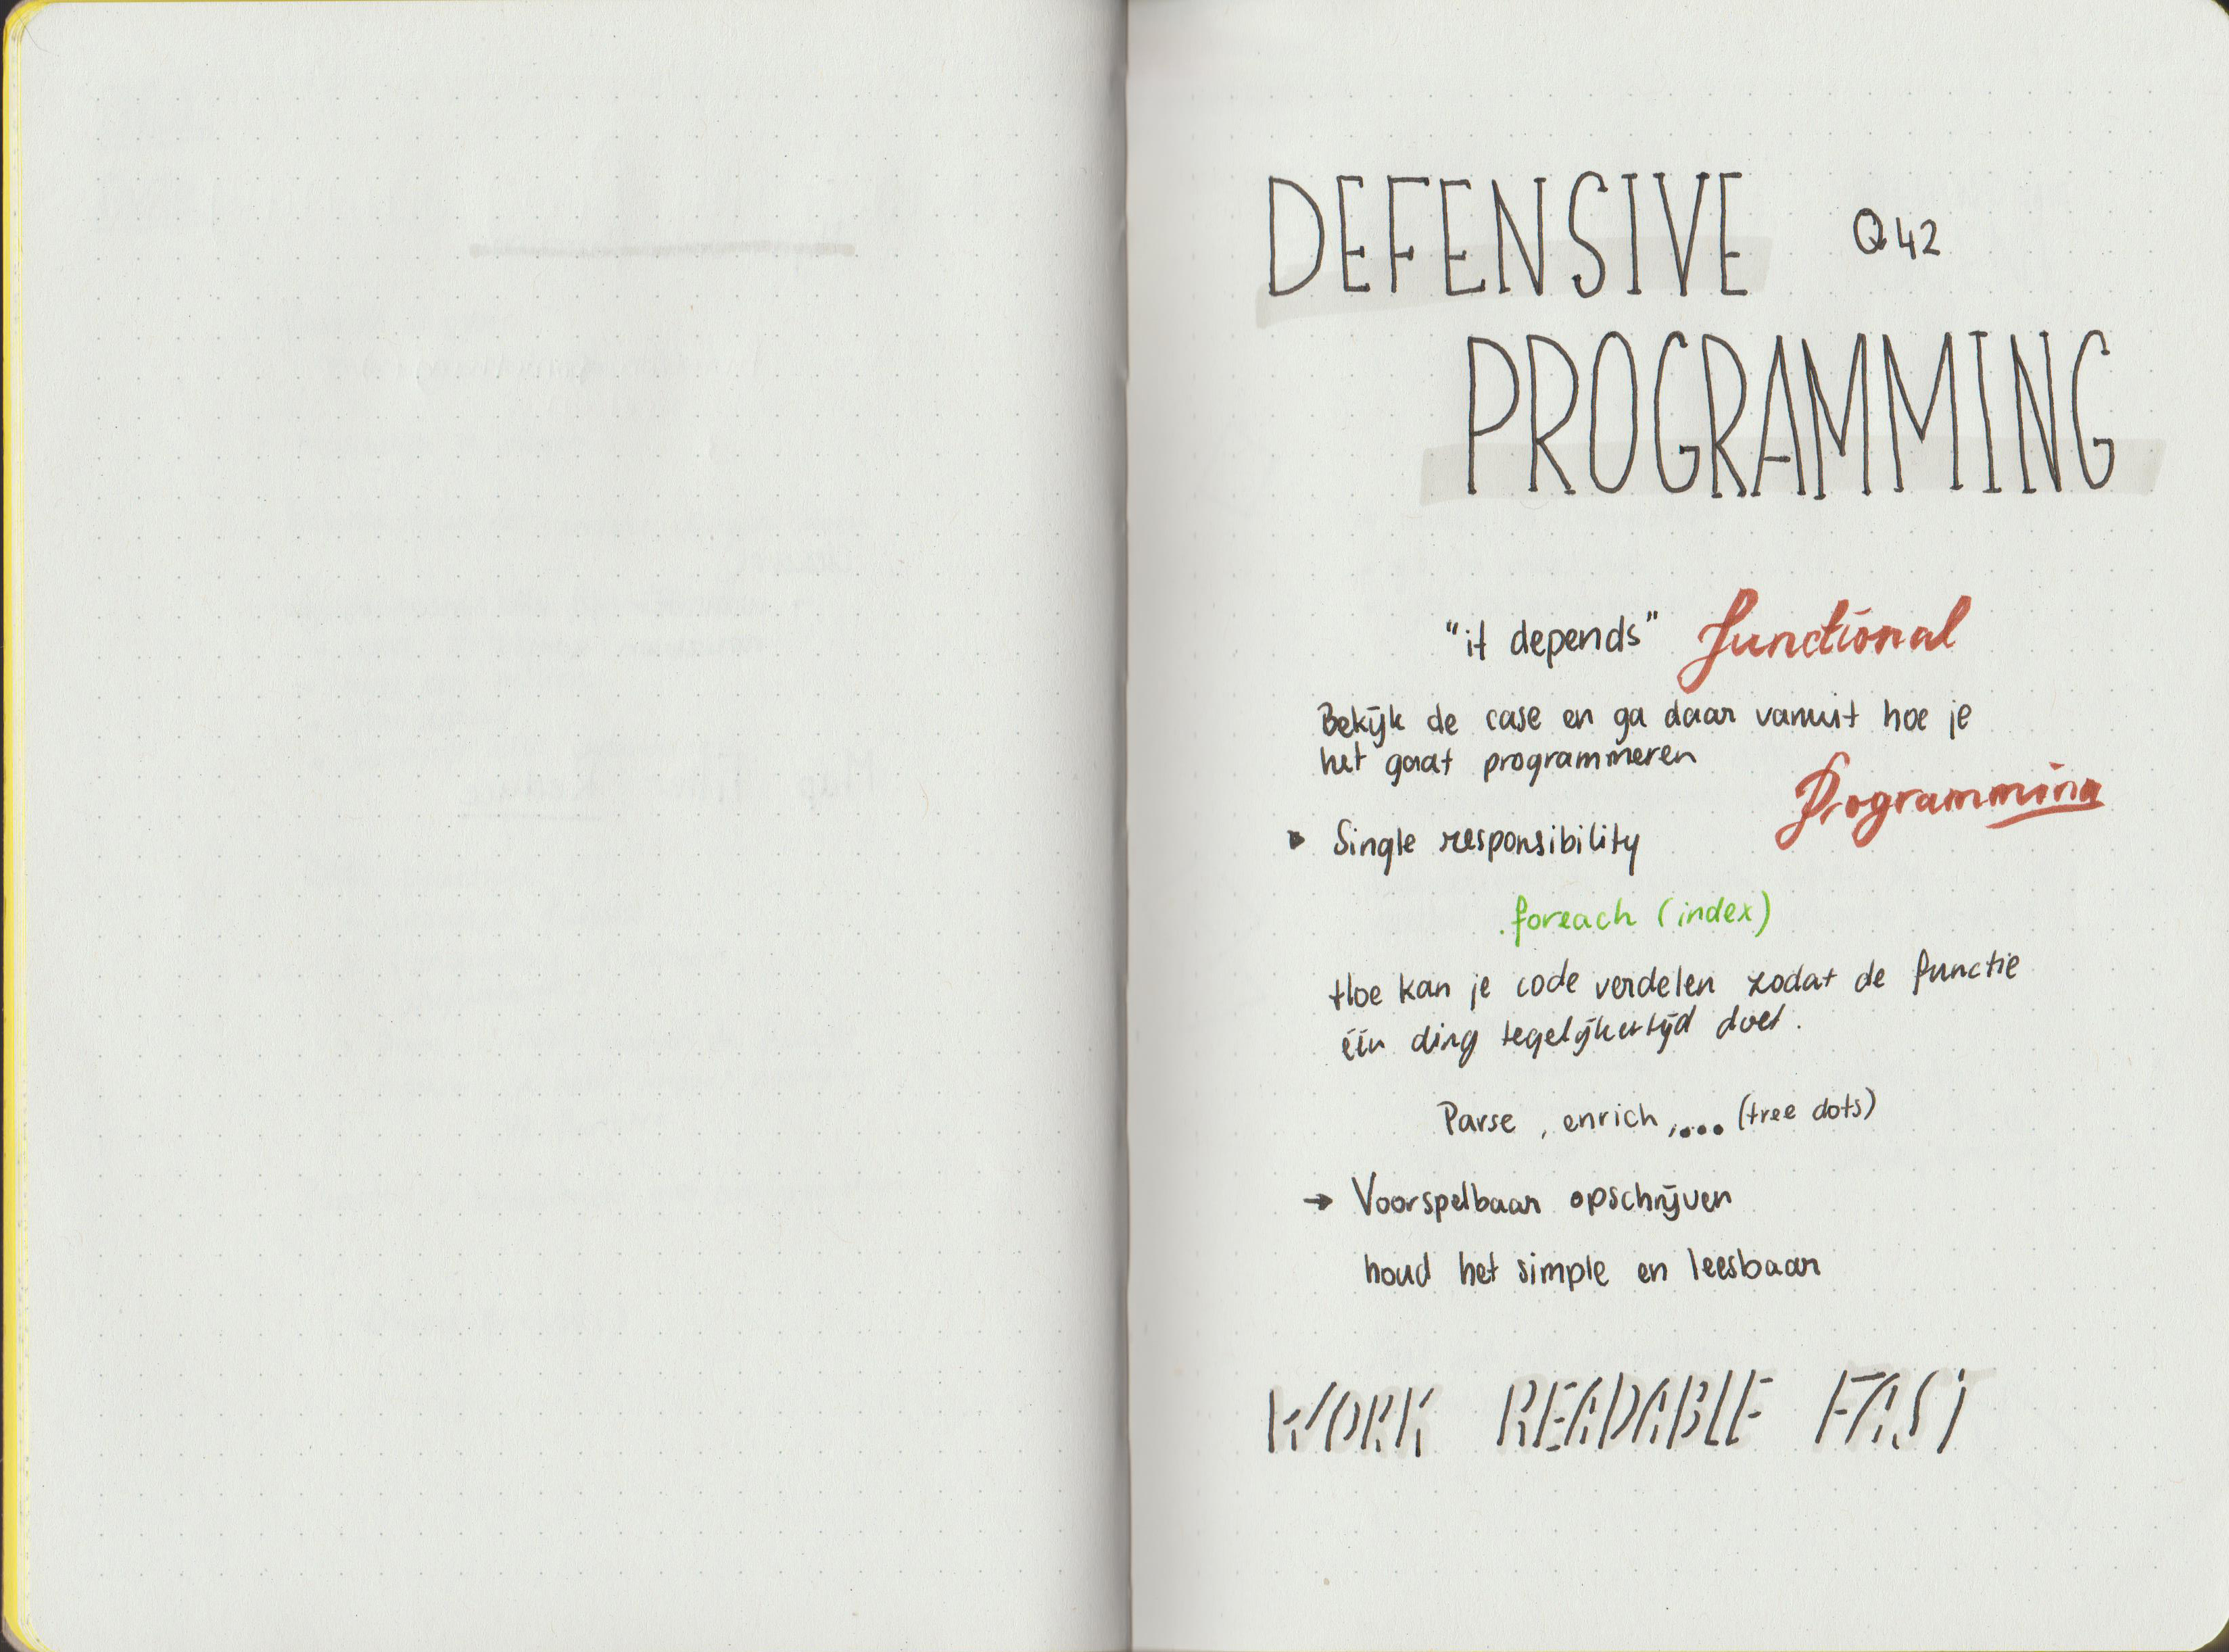 DEFENSIVE Q42
PROGRAMMING
"it depends" functional
Bekijk de case en ga daar vanuit hoe je
het gaat programmeren
Programming
▸ Single responsibility
.foreach (index)
Hoe kan je code verdelen zodat de functie
één ding tegelijkertijd doet.
Parse , enrich , ... (tree dots)
→ Voorspelbaar opschrijven
houd het simple en leesbaar
WORK READABLE FAST